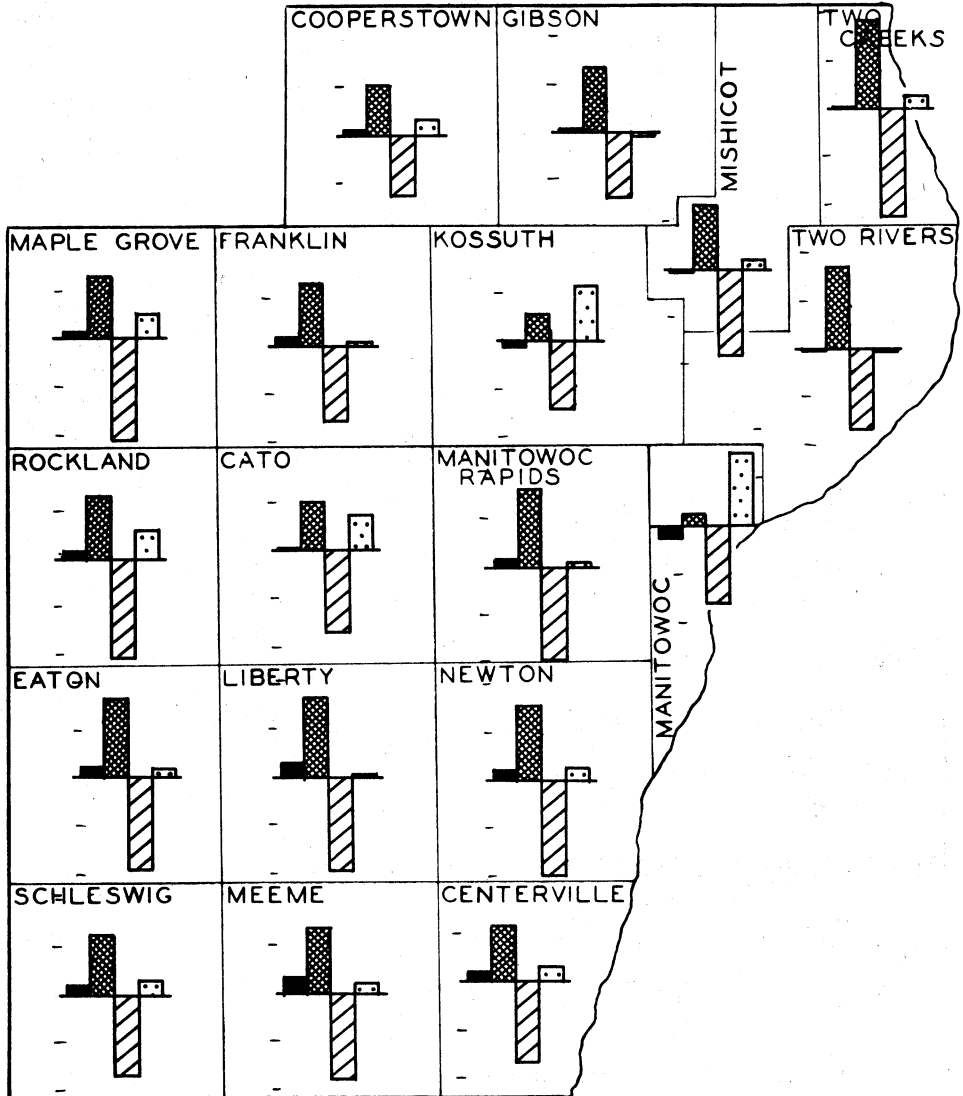 COOPERSTOWN
GIBSON
MISHICOT
TWO
CREEKS
MAPLE GROVE
FRANKLIN
KOSSUTH
TWO RIVERS
ROCKLAND
CATO
MANITOWOC
RAPIDS
MANITOWOC
EATON
LIBERTY
NEWTON
SCHLESWIG
MEEME
CENTERVILLE